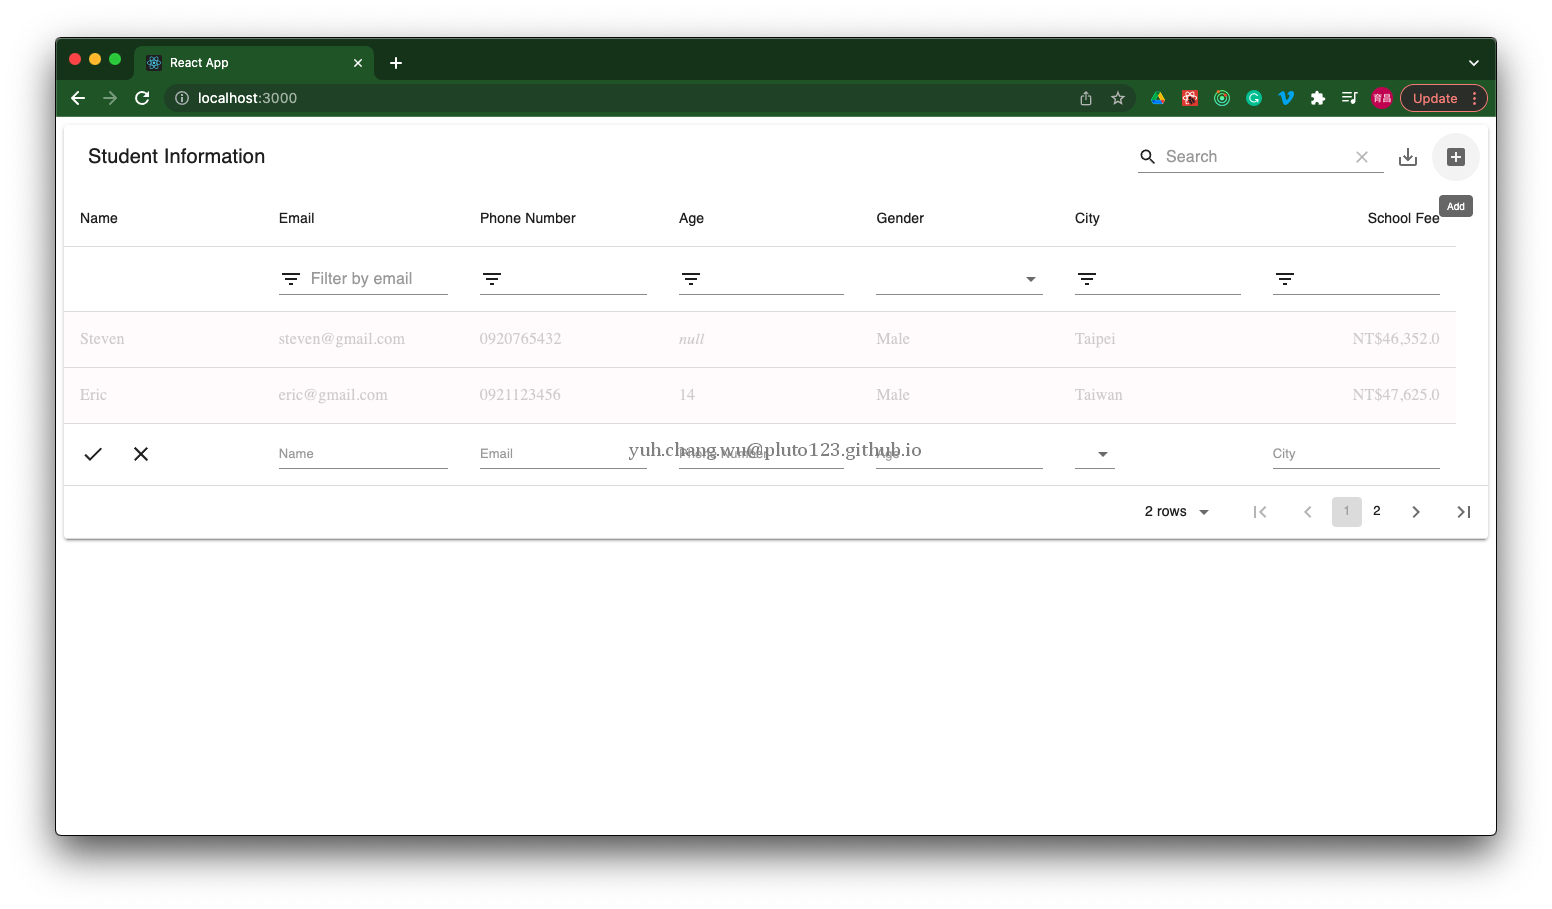 React App
localhost:3000
育昌
Update
Student Information
Search
Add
Name Email Phone Number Age Gender City School Fee
Filter by email
Steven steven@gmail.com 0920765432 null Male Taipei NT$46,352.0
Eric eric@gmail.com 0921123456 14 Male Taiwan NT$47,625.0
yuh.chang.wu@pluto123.github.io
Name Email Phone Number Age City
2 rows 1 2